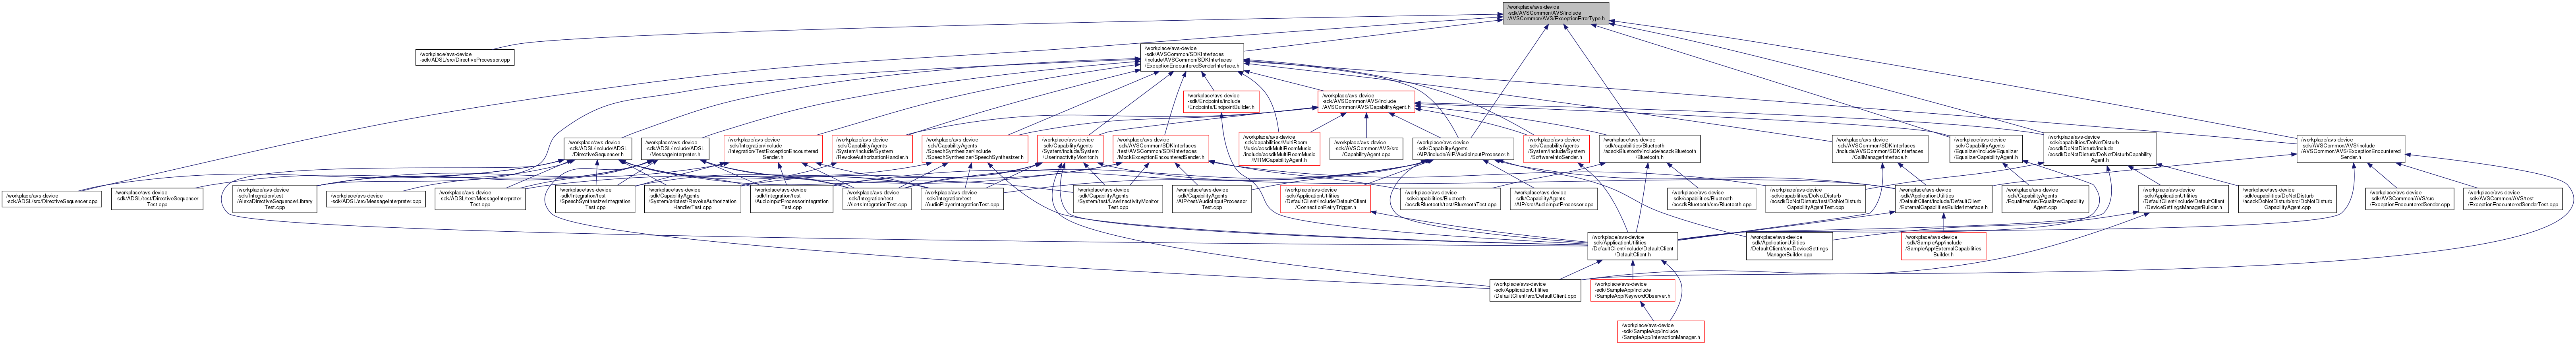 /workplace/avs-device
-sdk/AVSCommon/AVS/include
/AVSCommon/AVS/ExceptionErrorType.h
/workplace/avs-device
-sdk/ADSL/src/DirectiveProcessor.cpp
/workplace/avs-device
-sdk/AVSCommon/SDKInterfaces
/include/AVSCommon/SDKInterfaces
/ExceptionEncounteredSenderInterface.h
/workplace/avs-device
-sdk/Endpoints/include
/Endpoints/EndpointBuilder.h
/workplace/avs-device
-sdk/AVSCommon/AVS/include
/AVSCommon/AVS/CapabilityAgent.h
/workplace/avs-device
-sdk/ADSL/include/ADSL
/DirectiveSequencer.h
/workplace/avs-device
-sdk/ADSL/include/ADSL
/MessageInterpreter.h
/workplace/avs-device
-sdk/Integration/include
/Integration/TestExceptionEncountered
Sender.h
/workplace/avs-device
-sdk/CapabilityAgents
/System/include/System
/RevokeAuthorizationHandler.h
/workplace/avs-device
-sdk/CapabilityAgents
/SpeechSynthesizer/include
/SpeechSynthesizer/SpeechSynthesizer.h
/workplace/avs-device
-sdk/CapabilityAgents
/System/include/System
/UserInactivityMonitor.h
/workplace/avs-device
-sdk/AVSCommon/SDKInterfaces
/test/AVSCommon/SDKInterfaces
/MockExceptionEncounteredSender.h
/workplace/avs-device
-sdk/capabilities/MultiRoom
Music/acsdkMultiRoomMusic
/include/acsdkMultiRoomMusic
/MRMCapabilityAgent.h
/workplace/avs-device
-sdk/AVSCommon/AVS/src
/CapabilityAgent.cpp
/workplace/avs-device
-sdk/CapabilityAgents
/AIP/include/AIP/AudioInputProcessor.h
/workplace/avs-device
-sdk/CapabilityAgents
/System/include/System
/SoftwareInfoSender.h
/workplace/avs-device
-sdk/capabilities/Bluetooth
/acsdkBluetooth/include/acsdkBluetooth
/Bluetooth.h
/workplace/avs-device
-sdk/AVSCommon/SDKInterfaces
/include/AVSCommon/SDKInterfaces
/CallManagerInterface.h
/workplace/avs-device
-sdk/CapabilityAgents
/Equalizer/include/Equalizer
/EqualizerCapabilityAgent.h
/workplace/avs-device
-sdk/capabilities/DoNotDisturb
/acsdkDoNotDisturb/include
/acsdkDoNotDisturb/DoNotDisturbCapability
Agent.h
/workplace/avs-device
-sdk/AVSCommon/AVS/include
/AVSCommon/AVS/ExceptionEncountered
Sender.h
/workplace/avs-device
-sdk/ADSL/src/DirectiveSequencer.cpp
/workplace/avs-device
-sdk/ADSL/test/DirectiveSequencer
Test.cpp
/workplace/avs-device
-sdk/Integration/test
/AlexaDirectiveSequencerLibrary
Test.cpp
/workplace/avs-device
-sdk/ADSL/src/MessageInterpreter.cpp
/workplace/avs-device
-sdk/ADSL/test/MessageInterpreter
Test.cpp
/workplace/avs-device
-sdk/Integration/test
/SpeechSynthesizerIntegration
Test.cpp
/workplace/avs-device
-sdk/CapabilityAgents
/System/sdbtest/RevokeAuthorization
HandlerTest.cpp
/workplace/avs-device
-sdk/Integration/test
/AudioInputProcessorIntegration
Test.cpp
/workplace/avs-device
-sdk/Integration/test
/AlertsIntegrationTest.cpp
/workplace/avs-device
-sdk/Integration/test
/AudioPlayerIntegrationTest.cpp
/workplace/avs-device
-sdk/CapabilityAgents
/System/test/UserInactivityMonitor
Test.cpp
/workplace/avs-device
-sdk/CapabilityAgents
/AIP/test/AudioInputProcessor
Test.cpp
/workplace/avs-device
-sdk/ApplicationUtilities
/DefaultClient/include/DefaultClient
/ConnectionRetryTrigger.h
/workplace/avs-device
-sdk/CapabilityAgents
/AIP/src/AudioInputProcessor.cpp
/workplace/avs-device
-sdk/capabilities/Bluetooth
/acsdkBluetooth/test/BluetoothTest.cpp
/workplace/avs-device
-sdk/capabilities/Bluetooth
/acsdkBluetooth/src/Bluetooth.cpp
/workplace/avs-device
-sdk/capabilities/DoNotDisturb
/acsdkDoNotDisturb/test/DoNotDisturb
CapabilityAgentTest.cpp
/workplace/avs-device
-sdk/ApplicationUtilities
/DefaultClient/include/DefaultClient
/ExternalCapabilitiesBuilderInterface.h
/workplace/avs-device
-sdk/CapabilityAgents
/Equalizer/src/EqualizerCapability
Agent.cpp
/workplace/avs-device
-sdk/ApplicationUtilities
/DefaultClient/include/DefaultClient
/DeviceSettingsManagerBuilder.h
/workplace/avs-device
-sdk/capabilities/DoNotDisturb
/acsdkDoNotDisturb/src/DoNotDisturb
CapabilityAgent.cpp
/workplace/avs-device
-sdk/AVSCommon/AVS/src
/ExceptionEncounteredSender.cpp
/workplace/avs-device
-sdk/AVSCommon/AVS/test
/ExceptionEncounteredSenderTest.cpp
/workplace/avs-device
-sdk/ApplicationUtilities
/DefaultClient/include/DefaultClient
/DefaultClient.h
/workplace/avs-device
-sdk/ApplicationUtilities
/DefaultClient/src/DeviceSettings
ManagerBuilder.cpp
/workplace/avs-device
-sdk/SampleApp/include
/SampleApp/ExternalCapabilities
Builder.h
/workplace/avs-device
-sdk/ApplicationUtilities
/DefaultClient/src/DefaultClient.cpp
/workplace/avs-device
-sdk/SampleApp/include
/SampleApp/KeywordObserver.h
/workplace/avs-device
-sdk/SampleApp/include
/SampleApp/InteractionManager.h